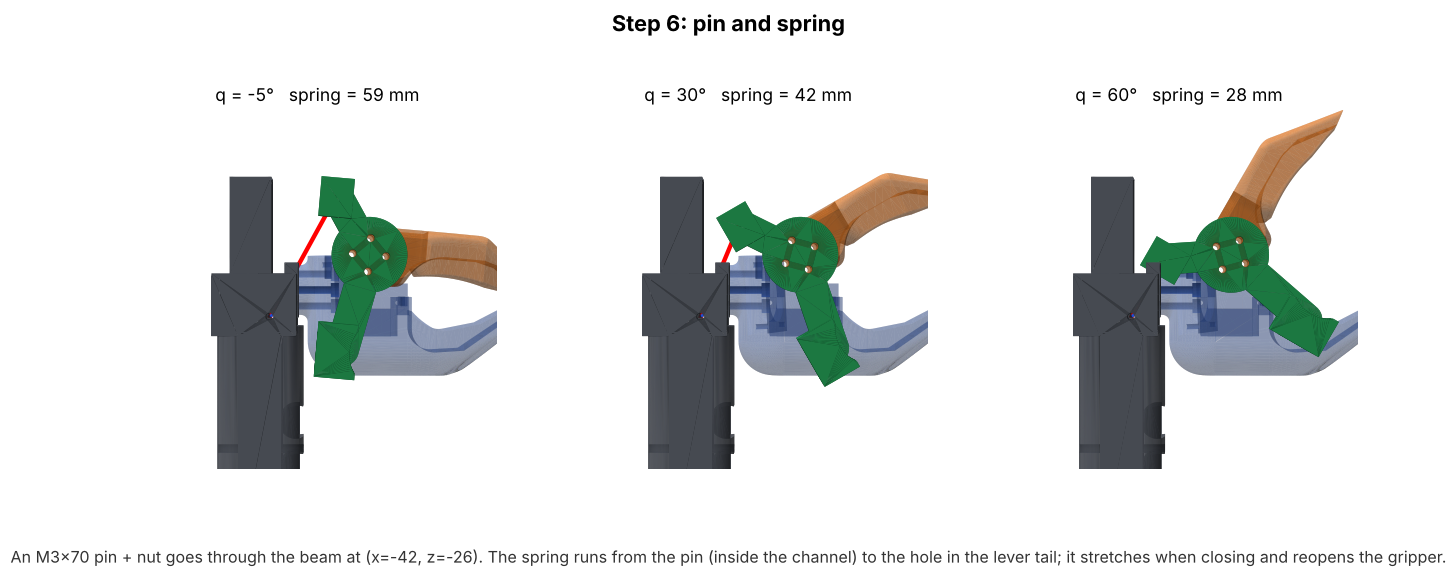 Step 6: pin and spring
q = -5° spring = 59 mm
q = 30° spring = 42 mm
q = 60° spring = 28 mm
An M3×70 pin + nut goes through the beam at (x=-42, z=-26). The spring runs from the pin (inside the channel) to the hole in the lever tail; it stretches when closing and reopens the gripper.